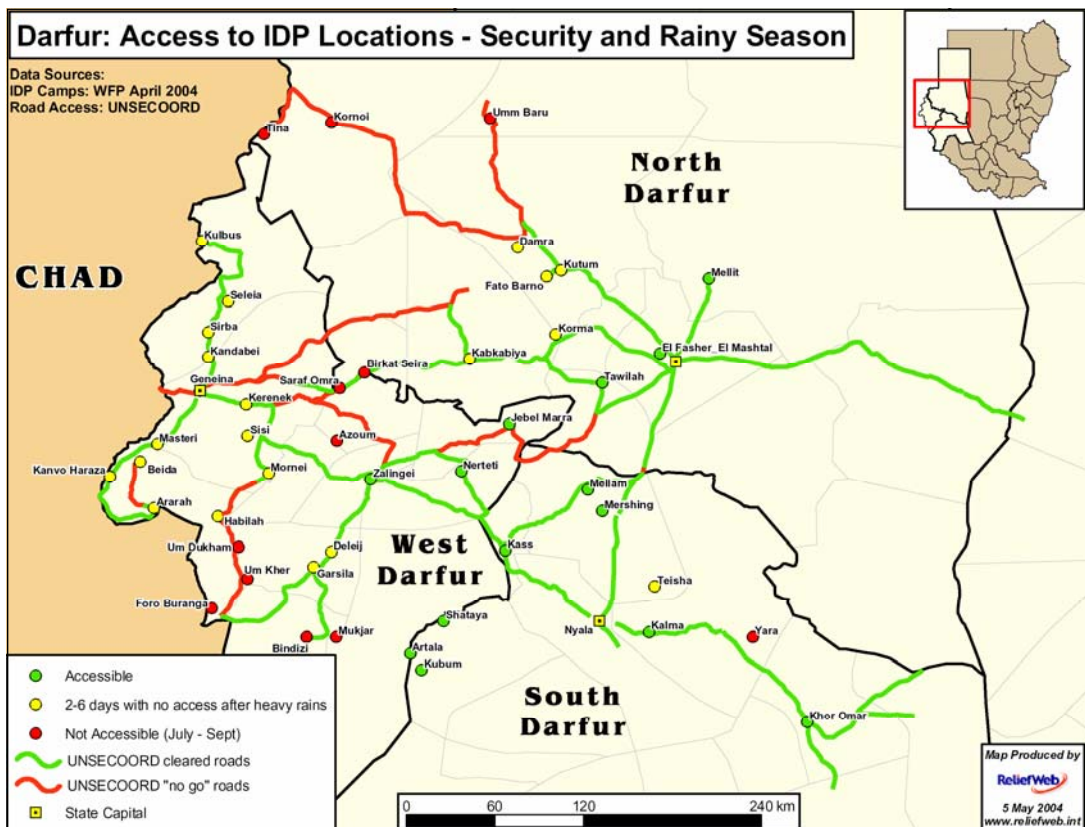 Darfur: Access to IDP Locations - Security and Rainy Season
Data Sources:
IDP Camps: WFP April 2004
Road Access: UNSECOORD
Tina
Kornoi
Umm Baru
North
Darfur
Kulbus
Damra
Kutum
Fato Barno
Mellit
CHAD
Seleia
Sirba
Kandabei
Korma
El Fasher_El Mashtal
Kabkabiya
Birkat Seira
Saraf Omra
Tawilah
Geneina
Kerenek
Jebel Marra
Sisi
Azoum
Masteri
Beida
Kanvo Haraza
Mornei
Zalingei
Nerteti
Mellam
Mershing
Ararah
Habilah
Um Dukham
Deleij
West
Darfur
Kass
Um Kher
Garsila
Teisha
Foro Buranga
Shataya
Nyala
Kalma
Yara
Bindizi
Mukjar
Artala
Kubum
South
Darfur
Khor Omar
Accessible
2-6 days with no access after heavy rains
Not Accessible (July - Sept)
UNSECOORD cleared roads
UNSECOORD "no go" roads
State Capital
0 60 120 240 km
Map Produced by
ReliefWeb
5 May 2004
www.reliefweb.int